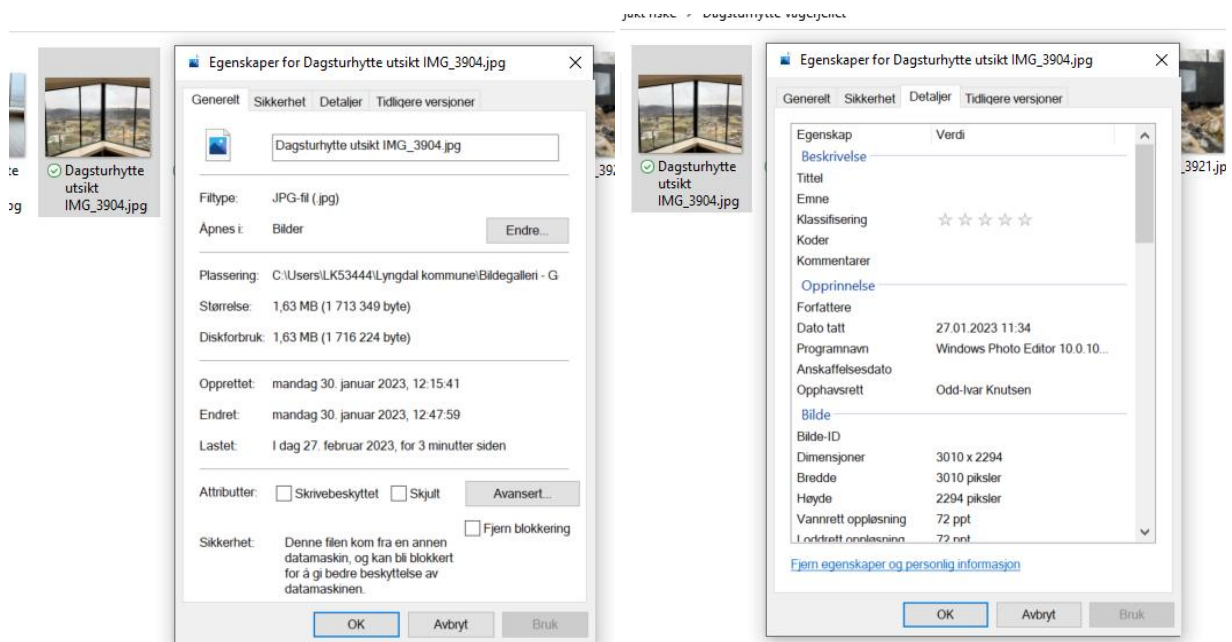 Egenskaper for Dagsturhytte utsikt IMG_3904.jpg
Generelt Sikkerhet Detaljer Tidligere versjoner
Dagsturhytte utsikt IMG_3904.jpg
Dagsturhytte
utsikt
IMG_3904.jpg
Filtype: JPG-fil (.jpg)
Åpnes i: Bilder Endre...
Plassering: C:\Users\LK53444\Lyngdal kommune\Bildegalleri - G
Størrelse: 1,63 MB (1 713 349 byte)
Diskforbruk: 1,63 MB (1 716 224 byte)
Opprettet: mandag 30. januar 2023, 12:15:41
Endret: mandag 30. januar 2023, 12:47:59
Lastet: I dag 27. februar 2023, for 3 minutter siden
Attributter: Skrivebeskyttet Skjult Avansert...
Fjern blokkering
Sikkerhet: Denne filen kom fra en annen
datamaskin, og kan bli blokkert
for å gi bedre beskyttelse av
datamaskinen.
OK Avbryt Bruk
Egenskaper for Dagsturhytte utsikt IMG_3904.jpg
Generelt Sikkerhet Detaljer Tidligere versjoner
Dagsturhytte
utsikt
IMG_3904.jpg
_3921.jp
Egenskap Verdi
Beskrivelse
Tittel
Emne
Klassifisering
Koder
Kommentarer
Opprinnelse
Forfattere
Dato tatt 27.01.2023 11:34
Programnavn Windows Photo Editor 10.0.10...
Anskaffelsesdato
Opphavsrett Odd-Ivar Knutsen
Bilde
Bilde-ID
Dimensjoner 3010 x 2294
Bredde 3010 piksler
Høyde 2294 piksler
Vannrett oppløsning 72 ppt
Loddrett oppløsning 72 ppt
Fjern egenskaper og personlig informasjon
OK Avbryt Bruk